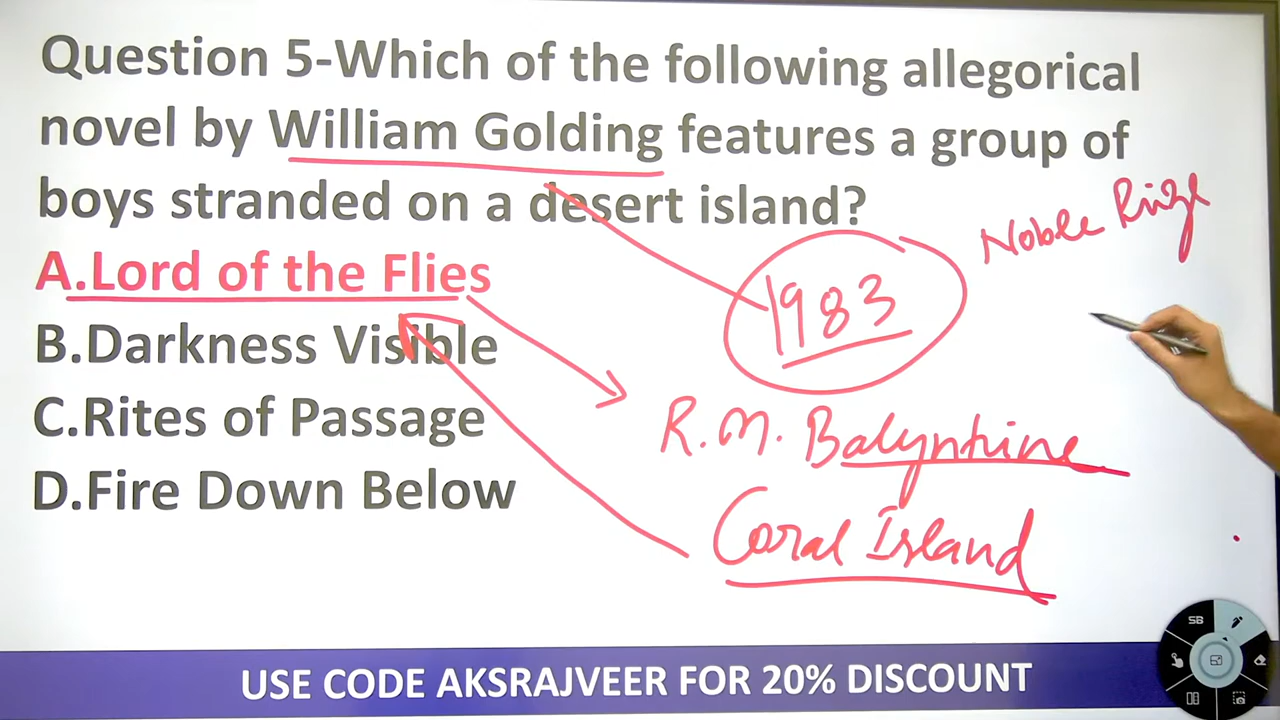 Question 5-Which of the following allegorical
novel by William Golding features a group of
boys stranded on a desert island?
A.Lord of the Flies
B.Darkness Visible
C.Rites of Passage
D.Fire Down Below
Noble Prize
1983
R.M. Balyntine
Coral Island
SB
USE CODE AKSRAJVEER FOR 20% DISCOUNT